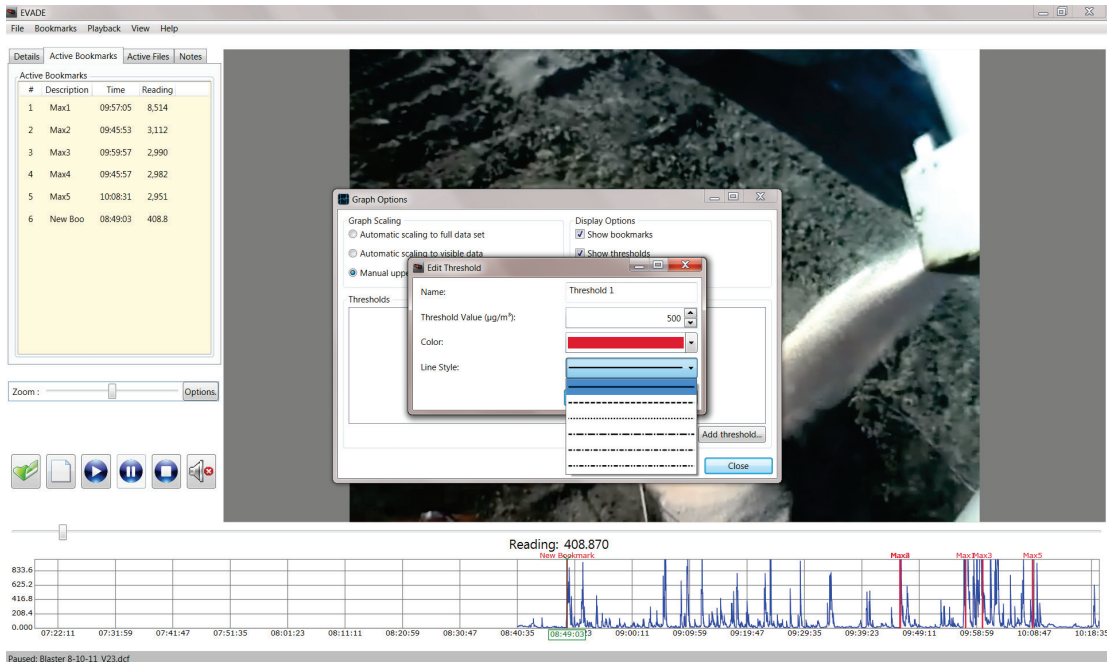 EVADE
File Bookmarks Playback View Help
Details Active Bookmarks Active Files Notes
Active Bookmarks
# Description Time Reading
1 Max1 09:57:05 8,514
2 Max2 09:45:53 3,112
3 Max3 09:59:57 2,990
4 Max4 09:45:57 2,982
5 Max5 10:08:31 2,951
6 New Boo 08:49:03 408.8
Zoom : Options.
Graph Options
Graph Scaling Display Options
Automatic scaling to full data set Show bookmarks
Automatic scaling to visible data Show thresholds
Manual uppe
Thresholds
Edit Threshold
Name: Threshold 1
Threshold Value (µg/m³): 500
Color:
Line Style:
Add threshold...
Close
Reading: 408.870
New Bookmark Max Max3 Max5
833.6
625.2
416.8
208.4
0.000
07:22:11 07:31:59 07:41:47 07:51:35 08:01:23 08:11:11 08:20:59 08:30:47 08:40:35 08:49:03 09:00:11 09:09:59 09:19:47 09:29:35 09:39:23 09:49:11 09:58:59 10:08:47 10:18:35
Paused: Blaster 8-10-11_V23.dcf